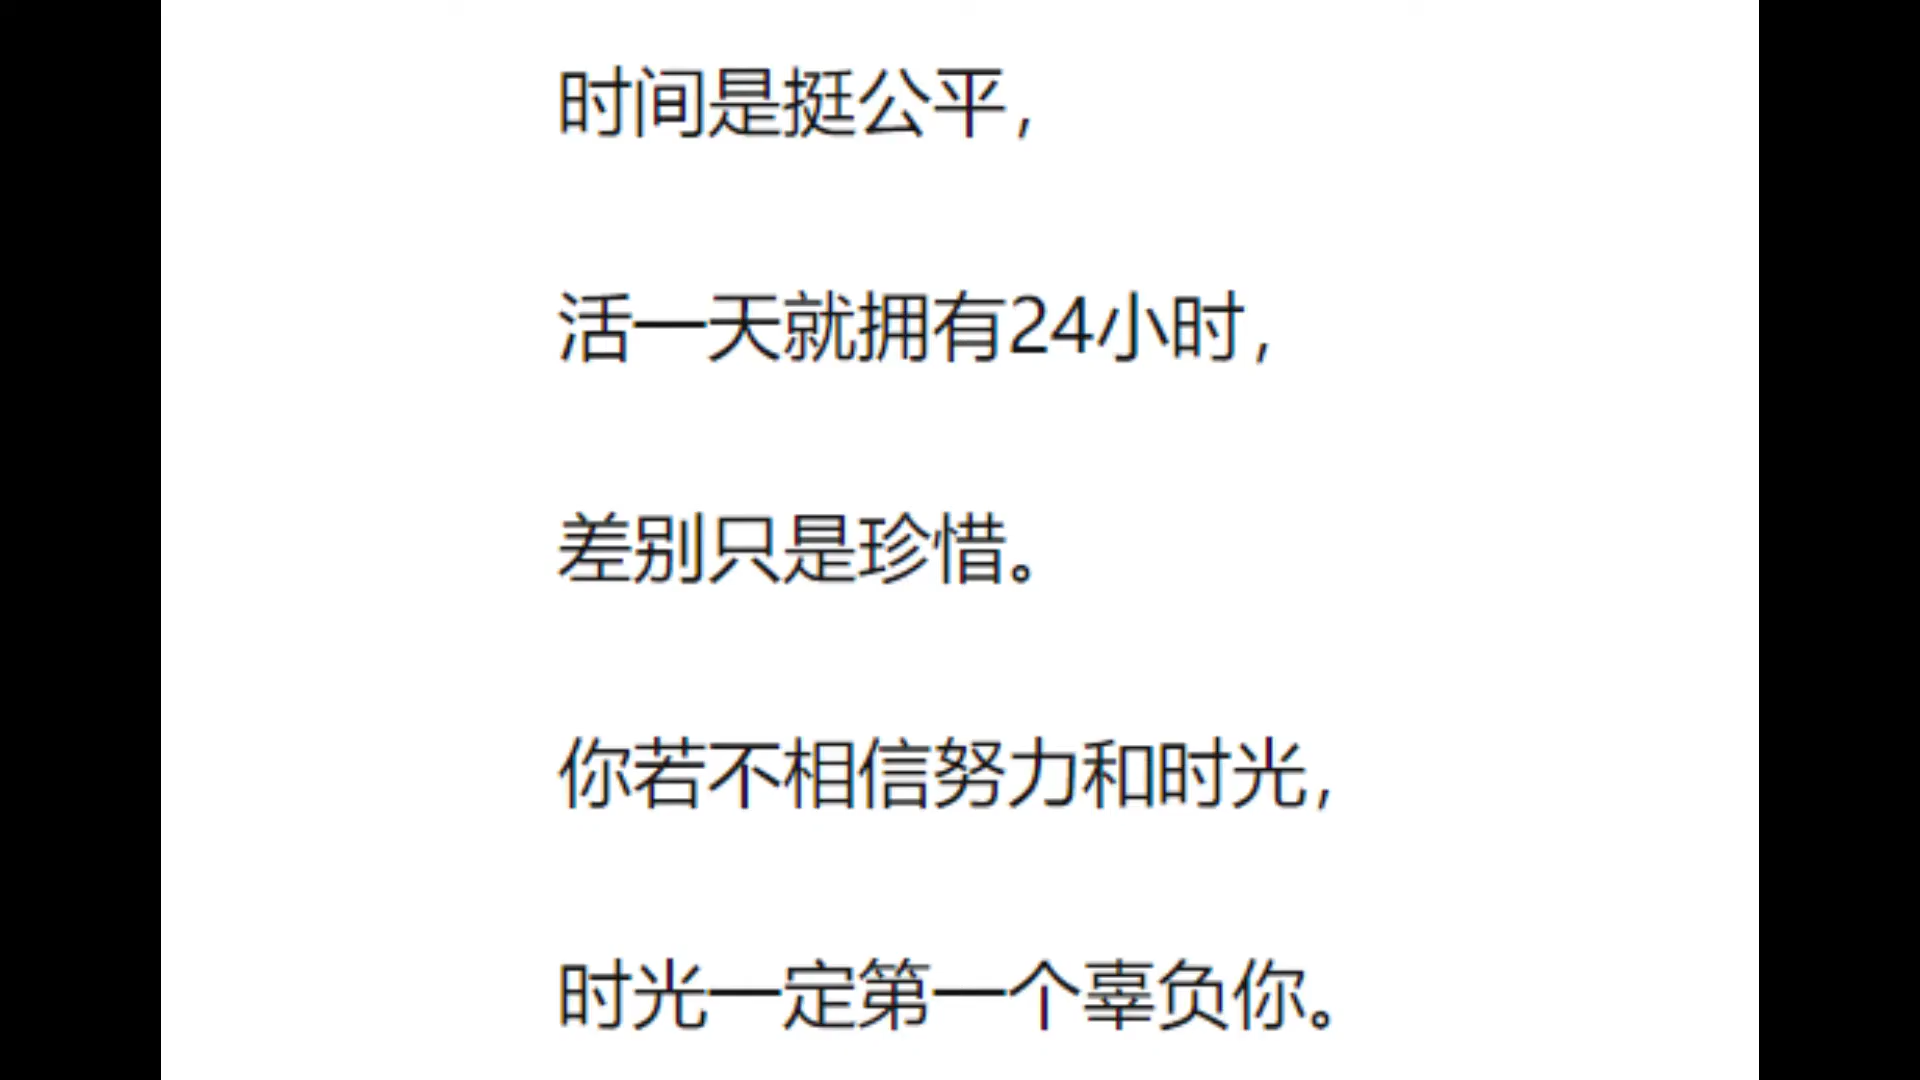 时间是挺公平，
活一天就拥有24小时，
差别只是珍惜。
你若不相信努力和时光，
时光一定第一个辜负你。